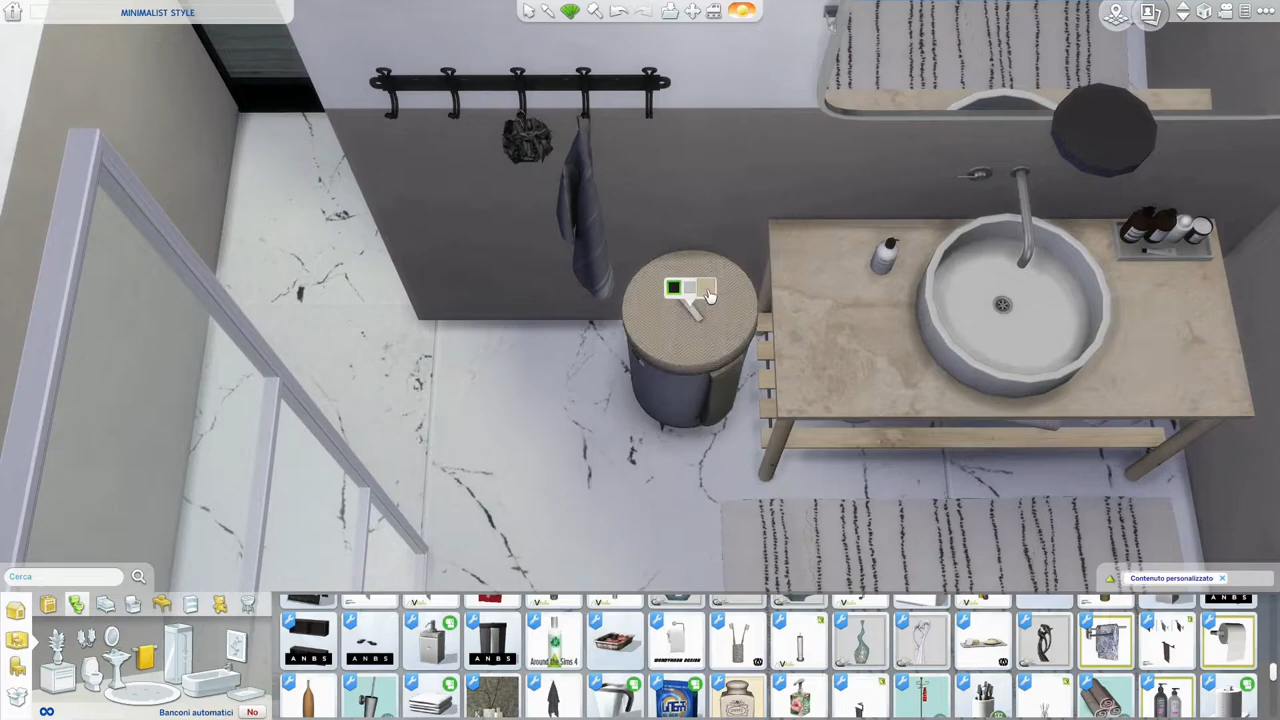 MINIMALIST STYLE
Cerca
Contenuto personalizzato
ANBS
ANBS
ANBS
ANBS
Around the Sims 4
Banconi automatici
No